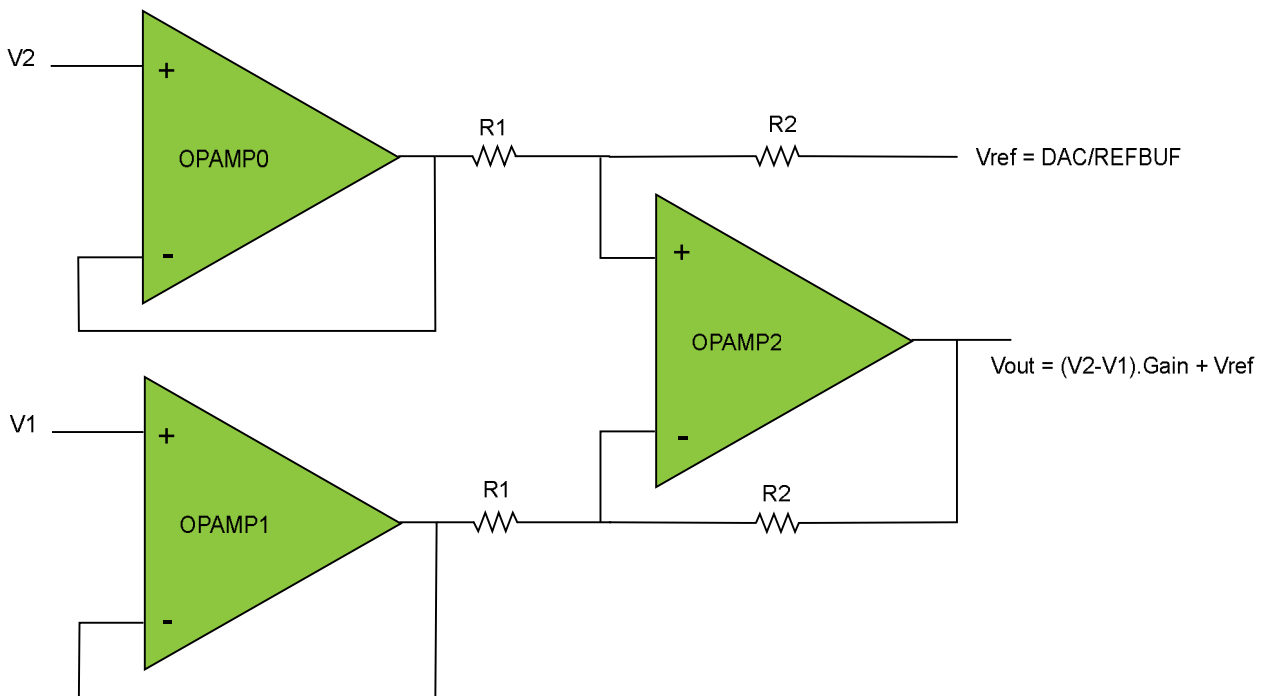 V2
+
OPAMP0
-
R1
R2
Vref = DAC/REFBUF
+
OPAMP2
-
Vout = (V2-V1).Gain + Vref
V1
+
OPAMP1
-
R1
R2